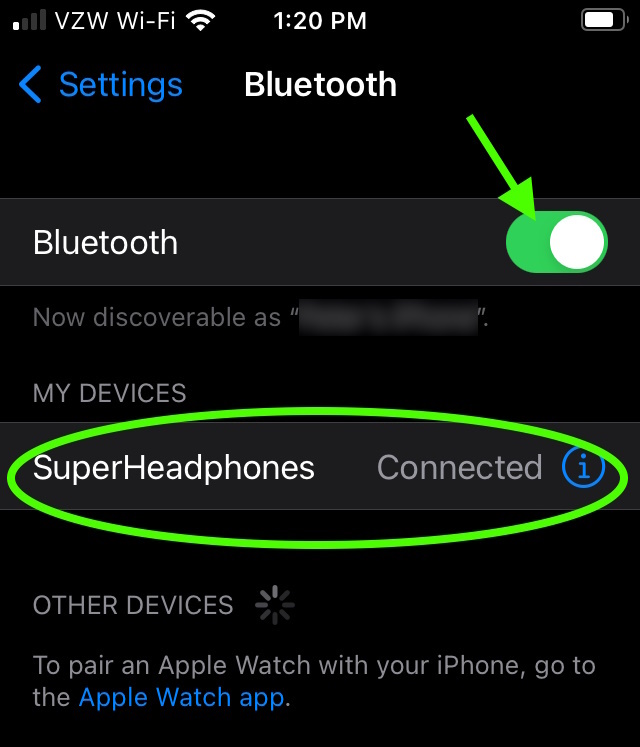 VZW Wi-Fi 1:20 PM
Settings Bluetooth
Bluetooth
Now discoverable as “ ”.
MY DEVICES
SuperHeadphones Connected i
OTHER DEVICES
To pair an Apple Watch with your iPhone, go to
the Apple Watch app.